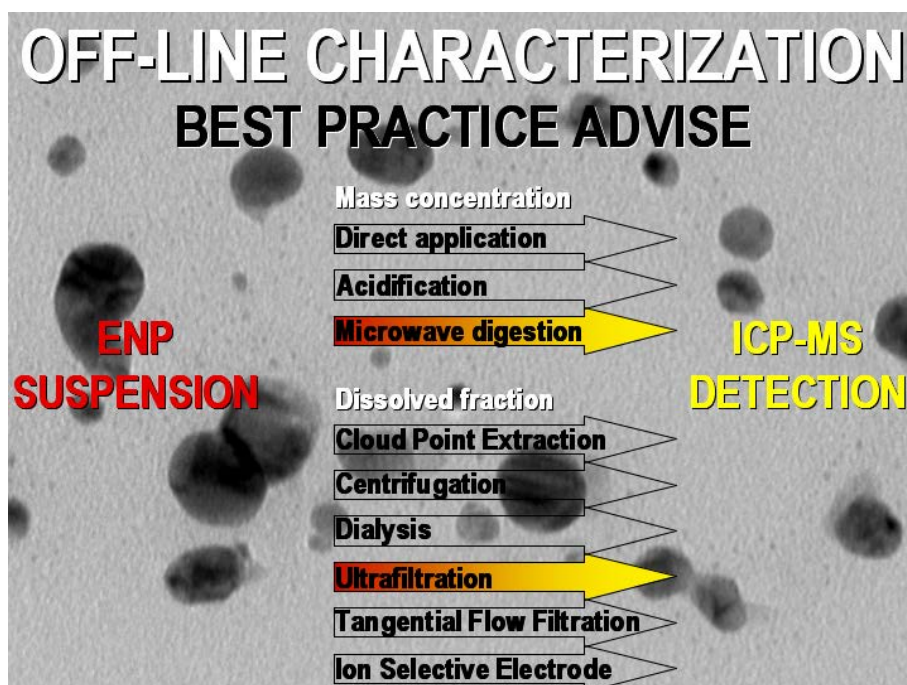 OFF-LINE CHARACTERIZATION
BEST PRACTICE ADVISE
Mass concentration
Direct application
Acidification
Microwave digestion
ENP
SUSPENSION
ICP-MS
DETECTION
Dissolved fraction
Cloud Point Extraction
Centrifugation
Dialysis
Ultrafiltration
Tangential Flow Filtration
Ion Selective Electrode